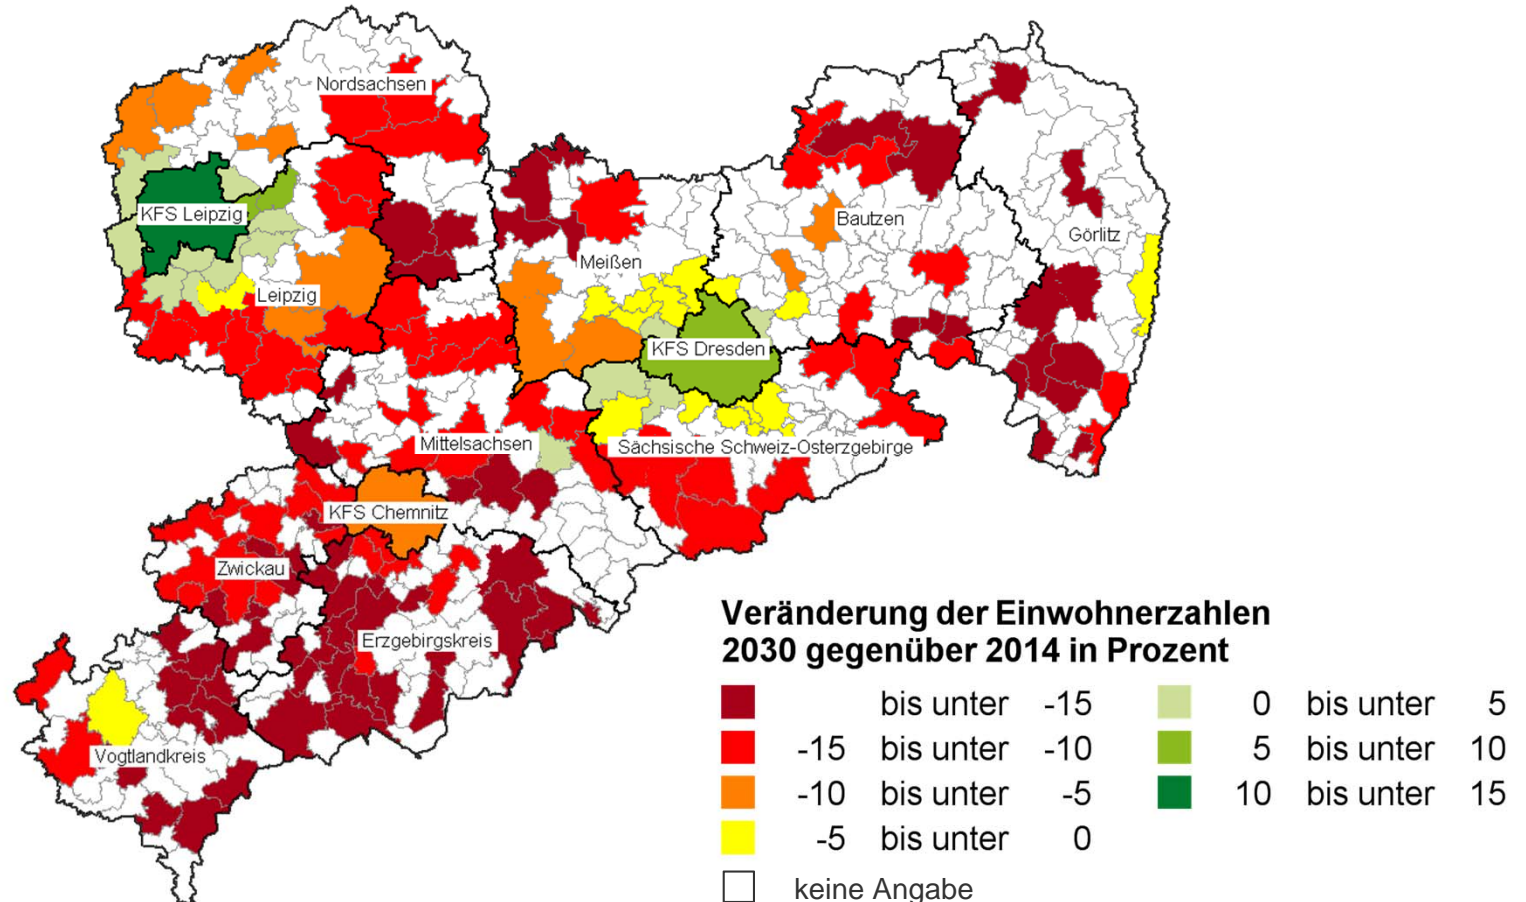 Nordsachsen
KFS Leipzig
Bautzen
Görlitz
Meißen
Leipzig
KFS Dresden
Mittelsachsen
Sächsische Schweiz-Osterzgebirge
KFS Chemnitz
Zwickau
Erzgebirgskreis
Vogtlandkreis
Veränderung der Einwohnerzahlen
2030 gegenüber 2014 in Prozent
bis unter -15
-15 bis unter -10
-10 bis unter -5
-5 bis unter 0
keine Angabe
0 bis unter 5
5 bis unter 10
10 bis unter 15